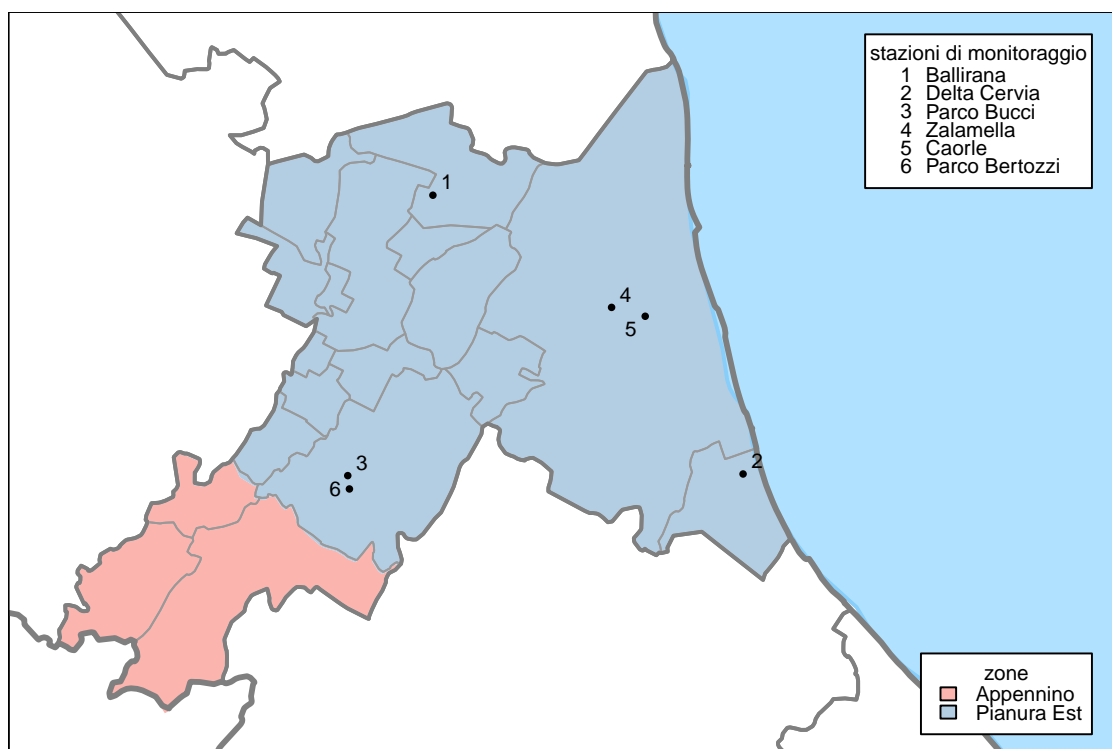 stazioni di monitoraggio
1 Ballirana
2 Delta Cervia
3 Parco Bucci
4 Zalamella
5 Caorle
6 Parco Bertozzi
1
4
5
2
3
6
zone
Appennino
Pianura Est